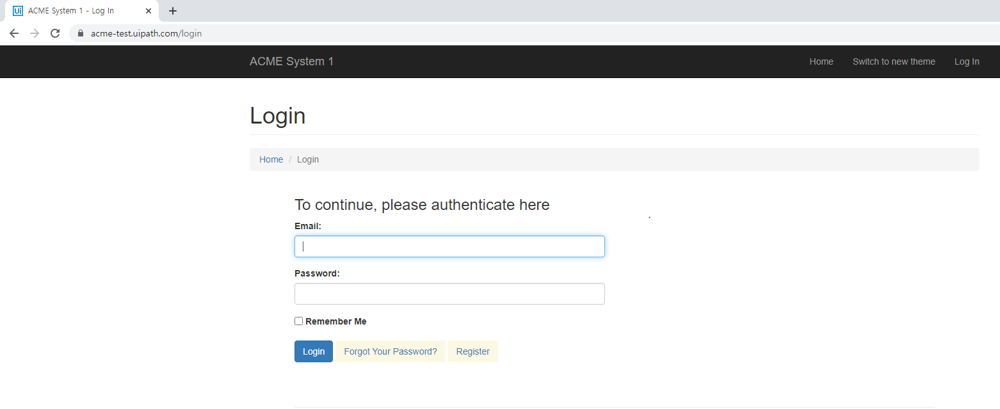 Ui ACME System 1 - Log In
acme-test.uipath.com/login
ACME System 1 Home Switch to new theme Log In
Login
Home / Login
To continue, please authenticate here
Email:
Password:
Remember Me
Login Forgot Your Password? Register